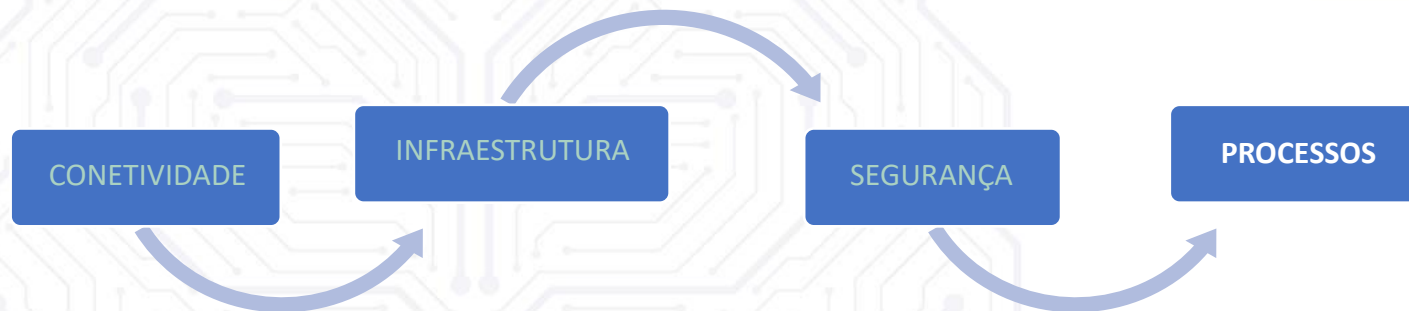 CONETIVIDADE
INFRAESTRUTURA
SEGURANÇA
PROCESSOS